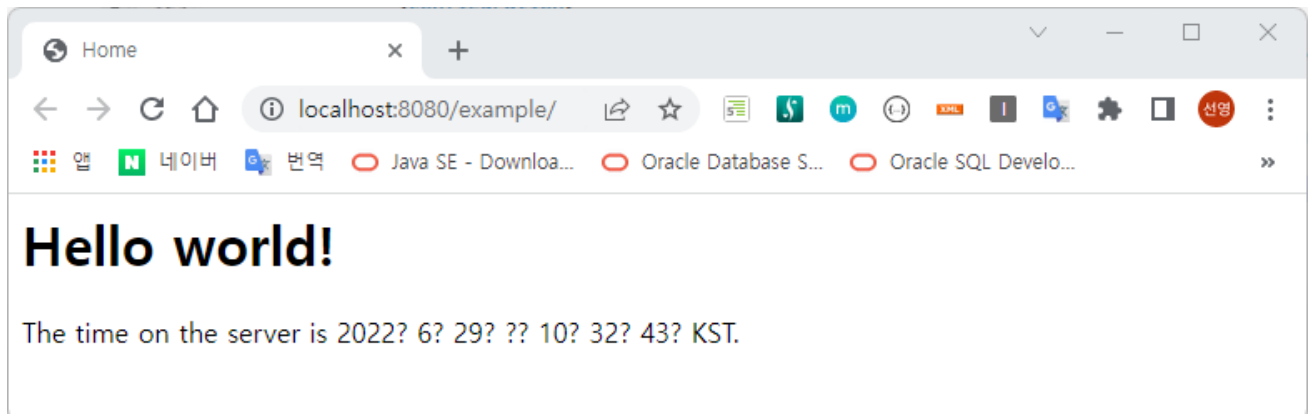 Home
localhost:8080/example/
선영
앱 네이버 번역 Java SE - Downloa... Oracle Database S... Oracle SQL Develo...
Hello world!
The time on the server is 2022? 6? 29? ?? 10? 32? 43? KST.